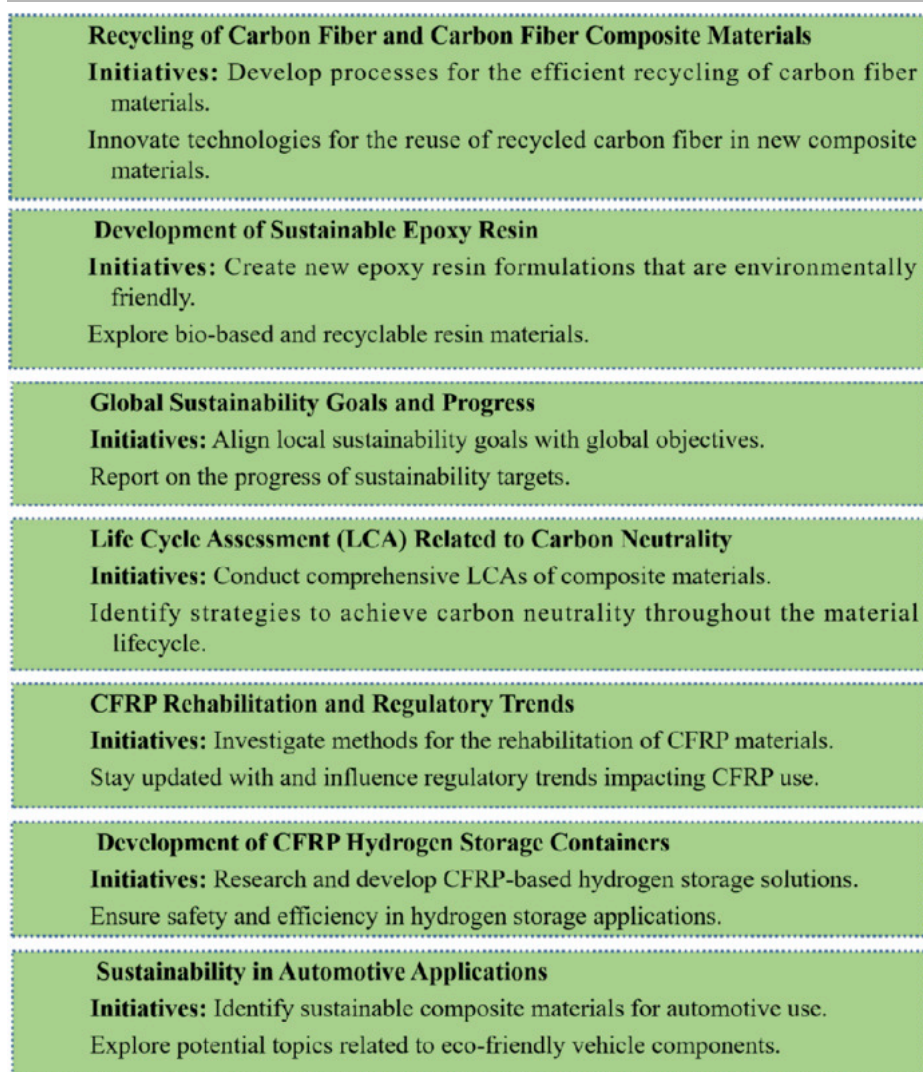 Recycling of Carbon Fiber and Carbon Fiber Composite Materials
Initiatives: Develop processes for the efficient recycling of carbon fiber
materials.
Innovate technologies for the reuse of recycled carbon fiber in new composite
materials.
Development of Sustainable Epoxy Resin
Initiatives: Create new epoxy resin formulations that are environmentally
friendly.
Explore bio-based and recyclable resin materials.
Global Sustainability Goals and Progress
Initiatives: Align local sustainability goals with global objectives.
Report on the progress of sustainability targets.
Life Cycle Assessment (LCA) Related to Carbon Neutrality
Initiatives: Conduct comprehensive LCAs of composite materials.
Identify strategies to achieve carbon neutrality throughout the material
lifecycle.
CFRP Rehabilitation and Regulatory Trends
Initiatives: Investigate methods for the rehabilitation of CFRP materials.
Stay updated with and influence regulatory trends impacting CFRP use.
Development of CFRP Hydrogen Storage Containers
Initiatives: Research and develop CFRP-based hydrogen storage solutions.
Ensure safety and efficiency in hydrogen storage applications.
Sustainability in Automotive Applications
Initiatives: Identify sustainable composite materials for automotive use.
Explore potential topics related to eco-friendly vehicle components.